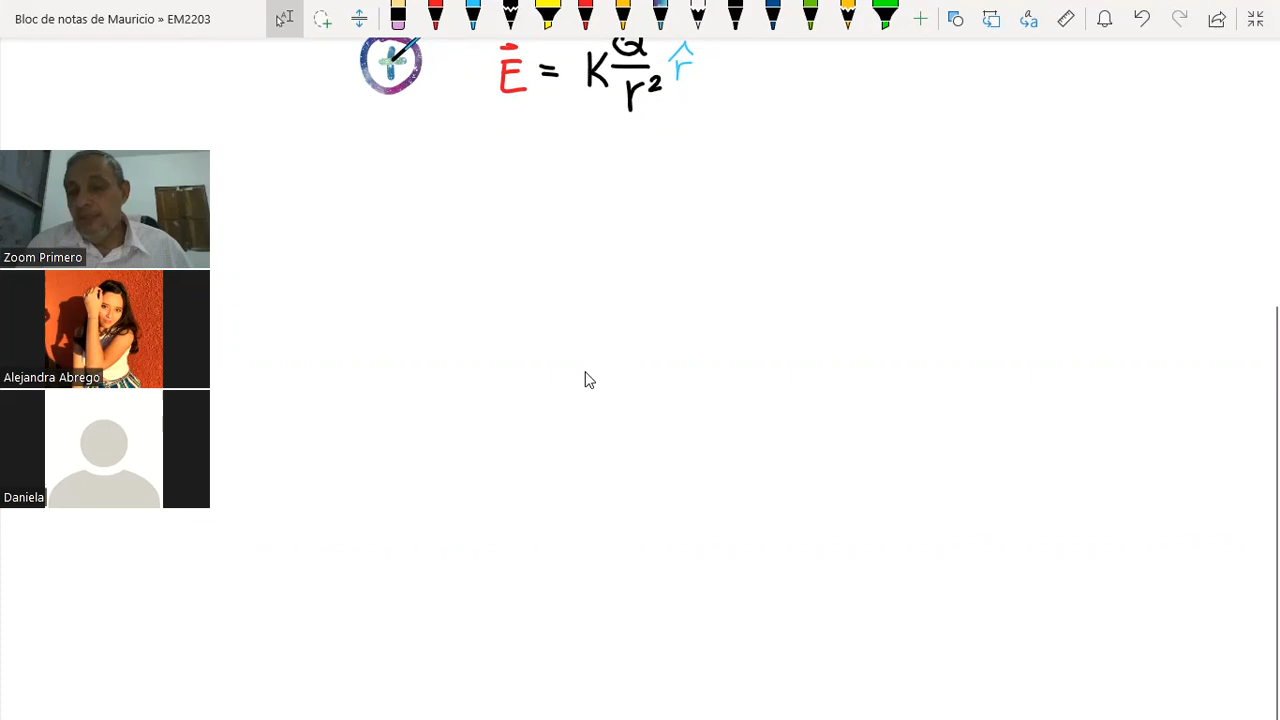 Bloc de notas de Mauricio » EM2203
E = K Q/r² r̂
Zoom Primero
Alejandra Abrego
Daniela